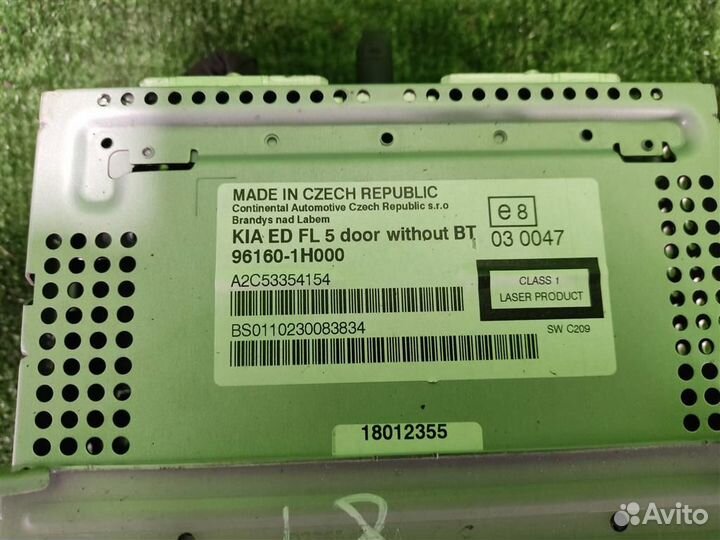 MADE IN CZECH REPUBLIC
Continental Automotive Czech Republic s.r.o
Brandys nad Labem
KIA ED FL 5 door without BT
96160-1H000
A2C53354154
BS0110230083834
e8
03 0047
CLASS 1
LASER PRODUCT
SW C209
18012355
Avito